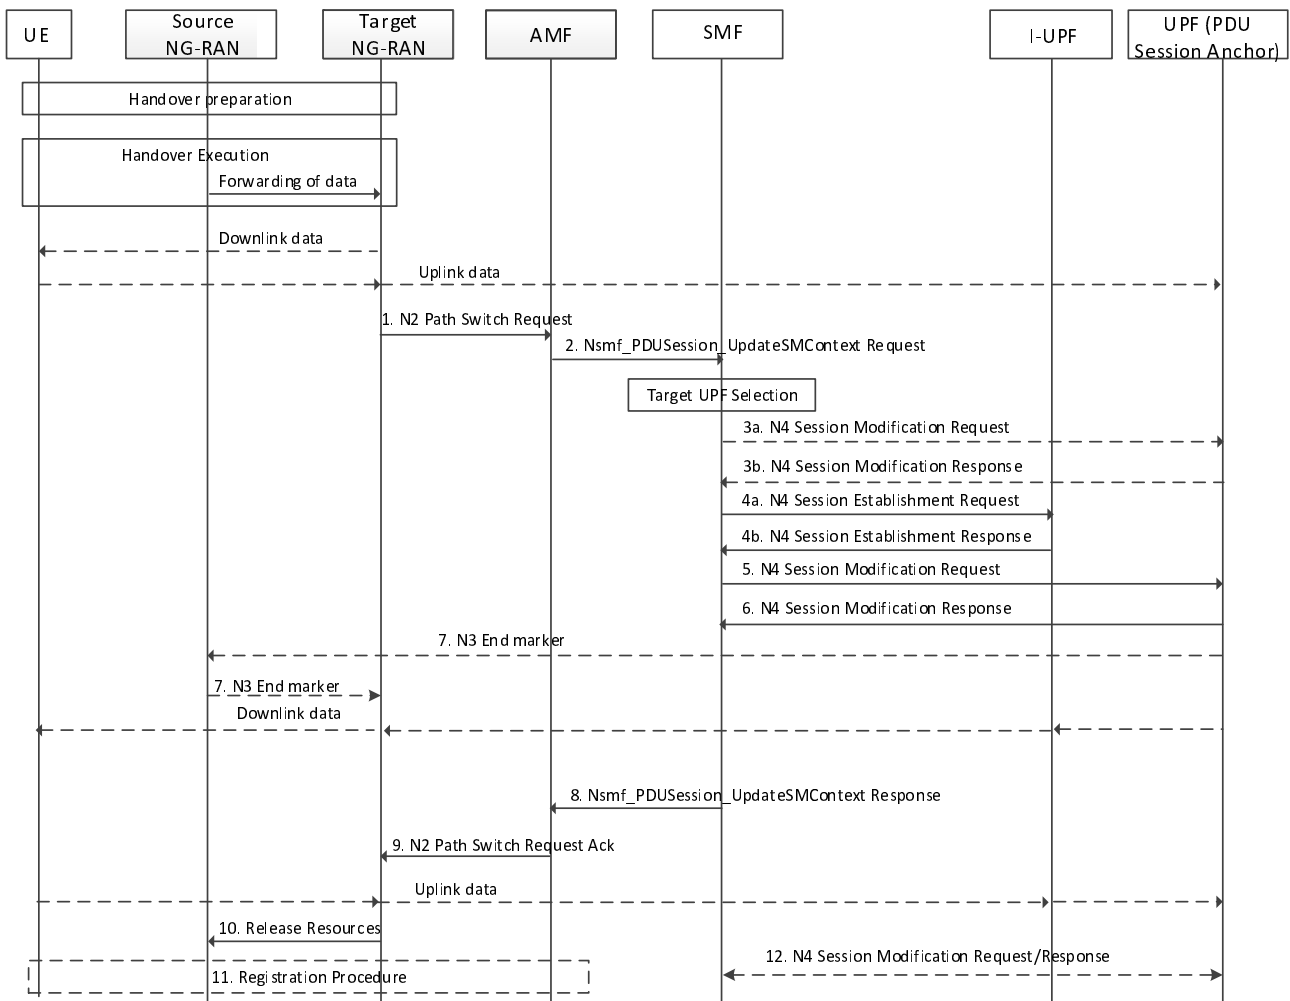 UE
Source
NG-RAN
Target
NG-RAN
AMF
SMF
I-UPF
UPF (PDU
Session Anchor)
Handover preparation
Handover Execution
Forwarding of data
Downlink data
Uplink data
1. N2 Path Switch Request
2. Nsmf_PDUSession_UpdateSMContext Request
Target UPF Selection
3a. N4 Session Modification Request
3b. N4 Session Modification Response
4a. N4 Session Establishment Request
4b. N4 Session Establishment Response
5. N4 Session Modification Request
6. N4 Session Modification Response
7. N3 End marker
7. N3 End marker
Downlink data
8. Nsmf_PDUSession_UpdateSMContext Response
9. N2 Path Switch Request Ack
Uplink data
10. Release Resources
12. N4 Session Modification Request/Response
11. Registration Procedure